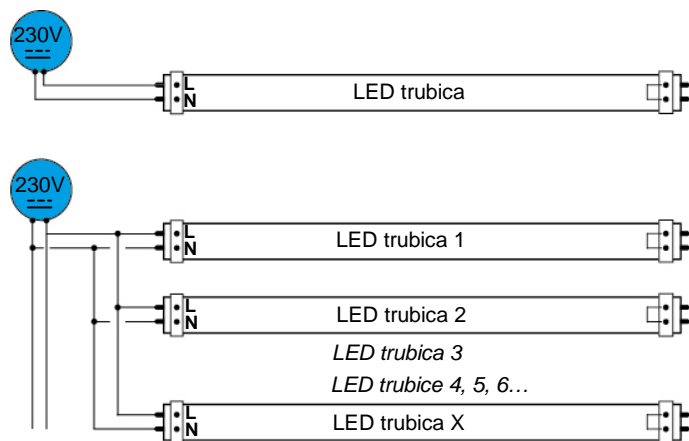 230V
L
N
LED trubica
230V
L
N
LED trubica 1
L
N
LED trubica 2
LED trubica 3
LED trubice 4, 5, 6…
L
N
LED trubica X